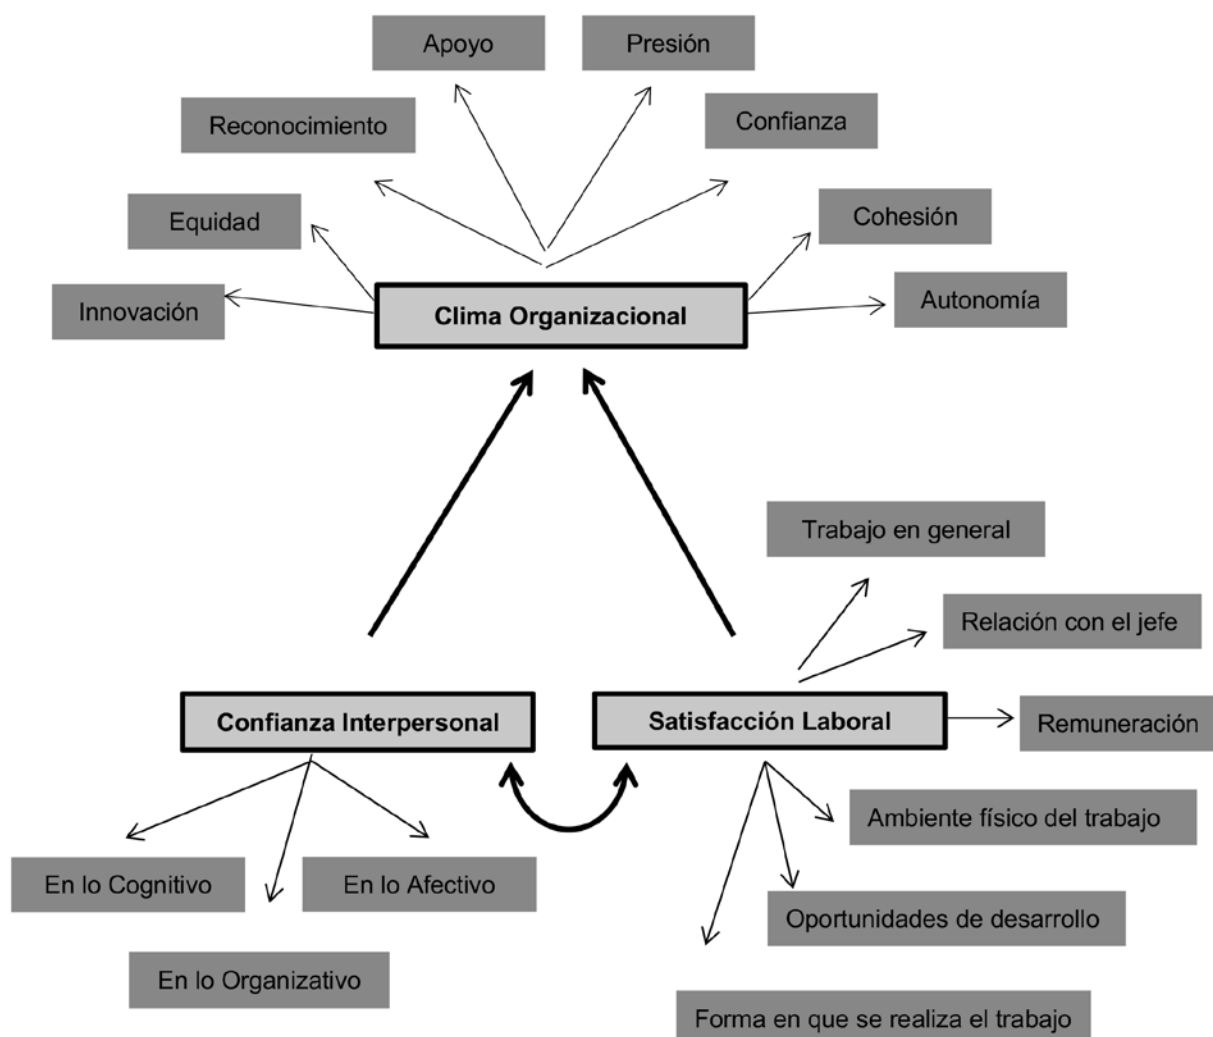 Apoyo
Presión
Reconocimiento
Confianza
Equidad
Cohesión
Innovación
Clima Organizacional
Autonomía
Trabajo en general
Relación con el jefe
Confianza Interpersonal
Satisfacción Laboral
Remuneración
Ambiente físico del trabajo
En lo Cognitivo
En lo Afectivo
Oportunidades de desarrollo
En lo Organizativo
Forma en que se realiza el trabajo